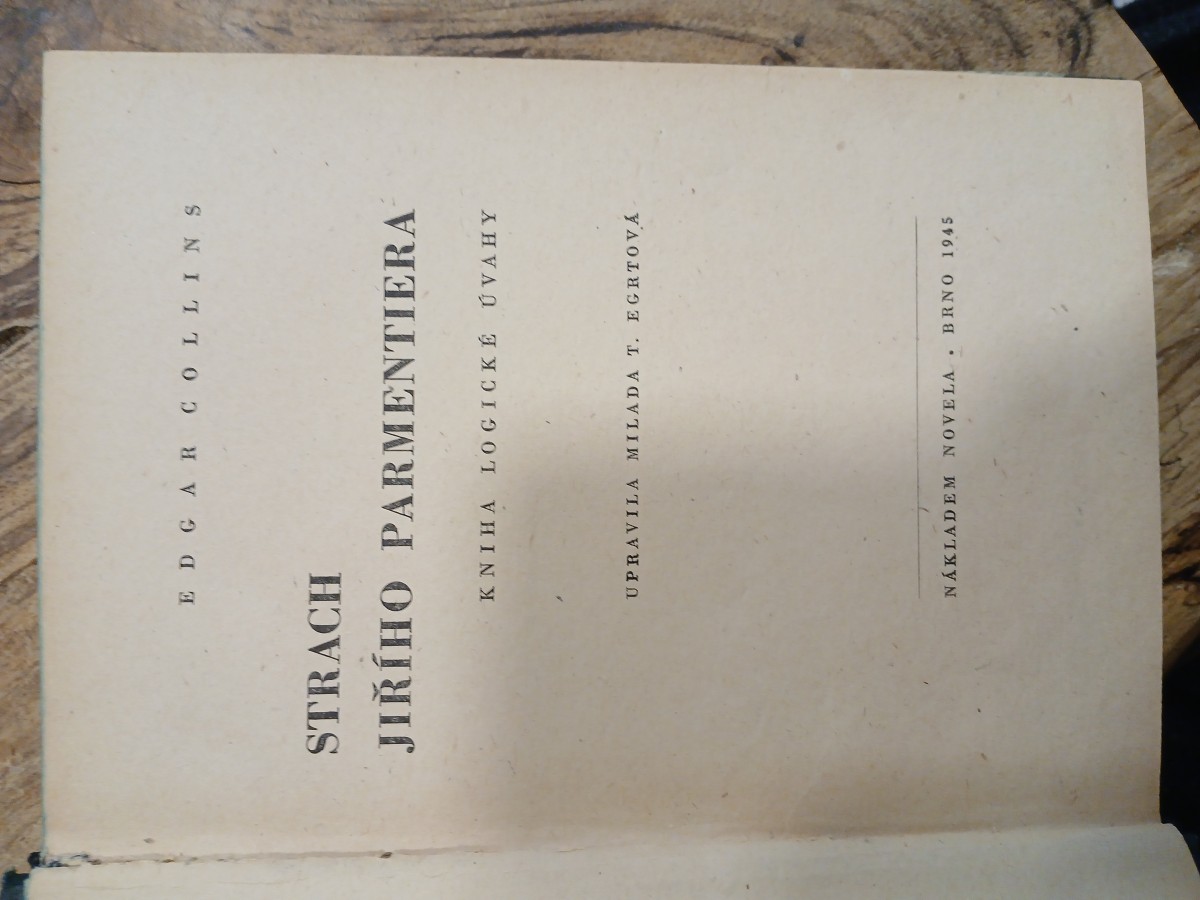 EDGAR COLLINS
STRACH
JIŘÍHO PARMENTIERA
KNIHA LOGICKÉ ÚVAHY
UPRAVILA MILADA T. EGRTOVÁ
NÁKLADEM NOVELA . BRNO 1945